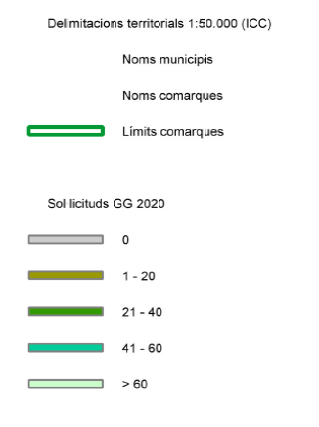 Delimitacions territorials 1:50.000 (ICC)
Noms municipis
Noms comarques
Límits comarques
Sol·licituds GG 2020
0
1 - 20
21 - 40
41 - 60
> 60